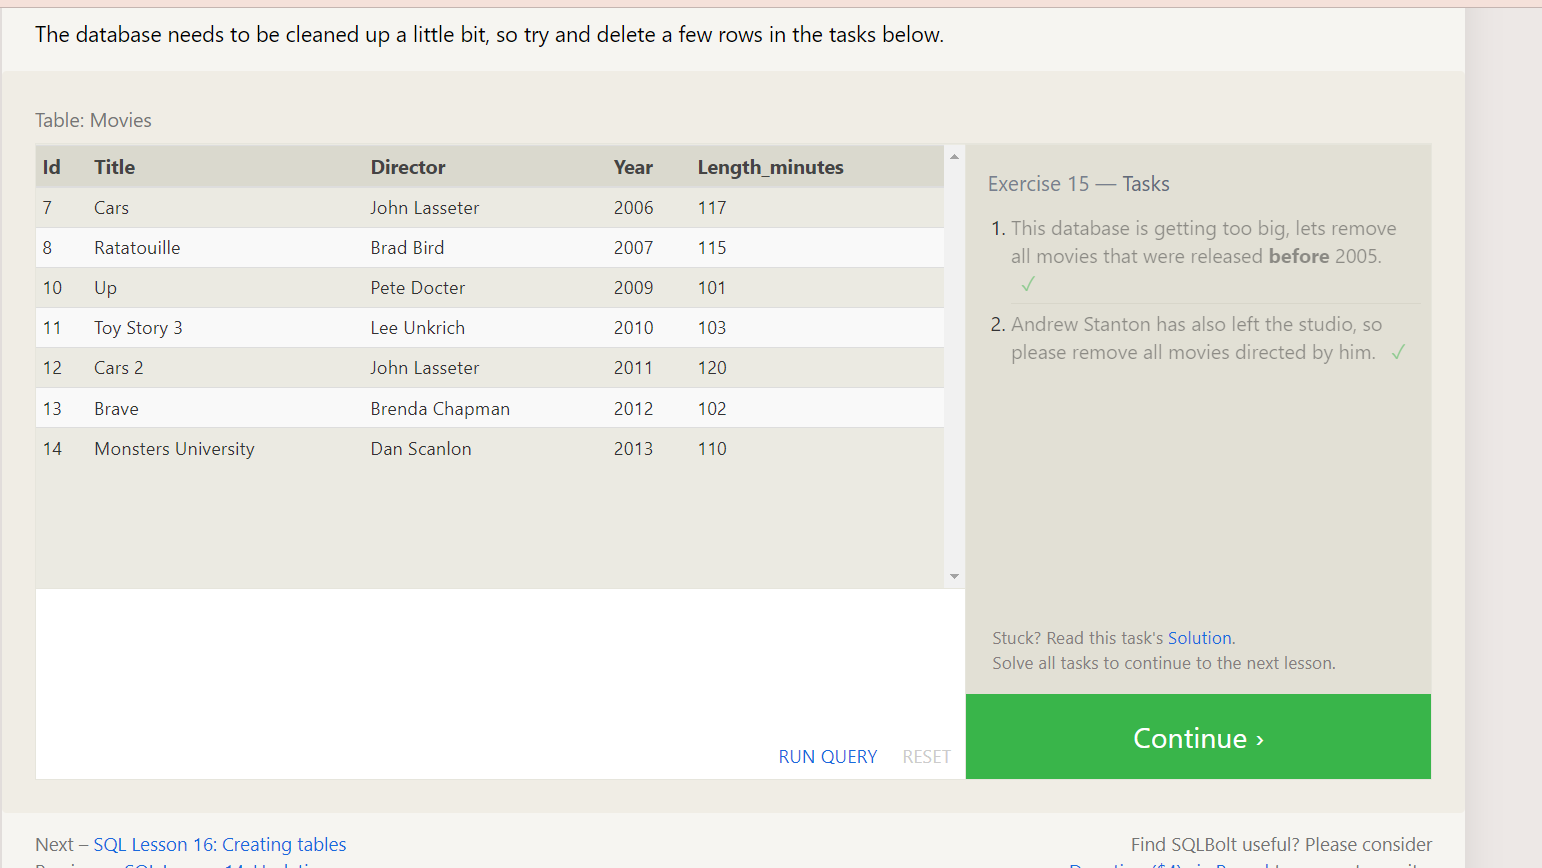 The database needs to be cleaned up a little bit, so try and delete a few rows in the tasks below.
Table: Movies
Id Title Director Year Length_minutes
7 Cars John Lasseter 2006 117
8 Ratatouille Brad Bird 2007 115
10 Up Pete Docter 2009 101
11 Toy Story 3 Lee Unkrich 2010 103
12 Cars 2 John Lasseter 2011 120
13 Brave Brenda Chapman 2012 102
14 Monsters University Dan Scanlon 2013 110
RUN QUERY RESET
Exercise 15 — Tasks
1. This database is getting too big, lets remove
all movies that were released before 2005.
✓
2. Andrew Stanton has also left the studio, so
please remove all movies directed by him. ✓
Stuck? Read this task's Solution.
Solve all tasks to continue to the next lesson.
Continue ›
Next – SQL Lesson 16: Creating tables
Find SQLBolt useful? Please consider